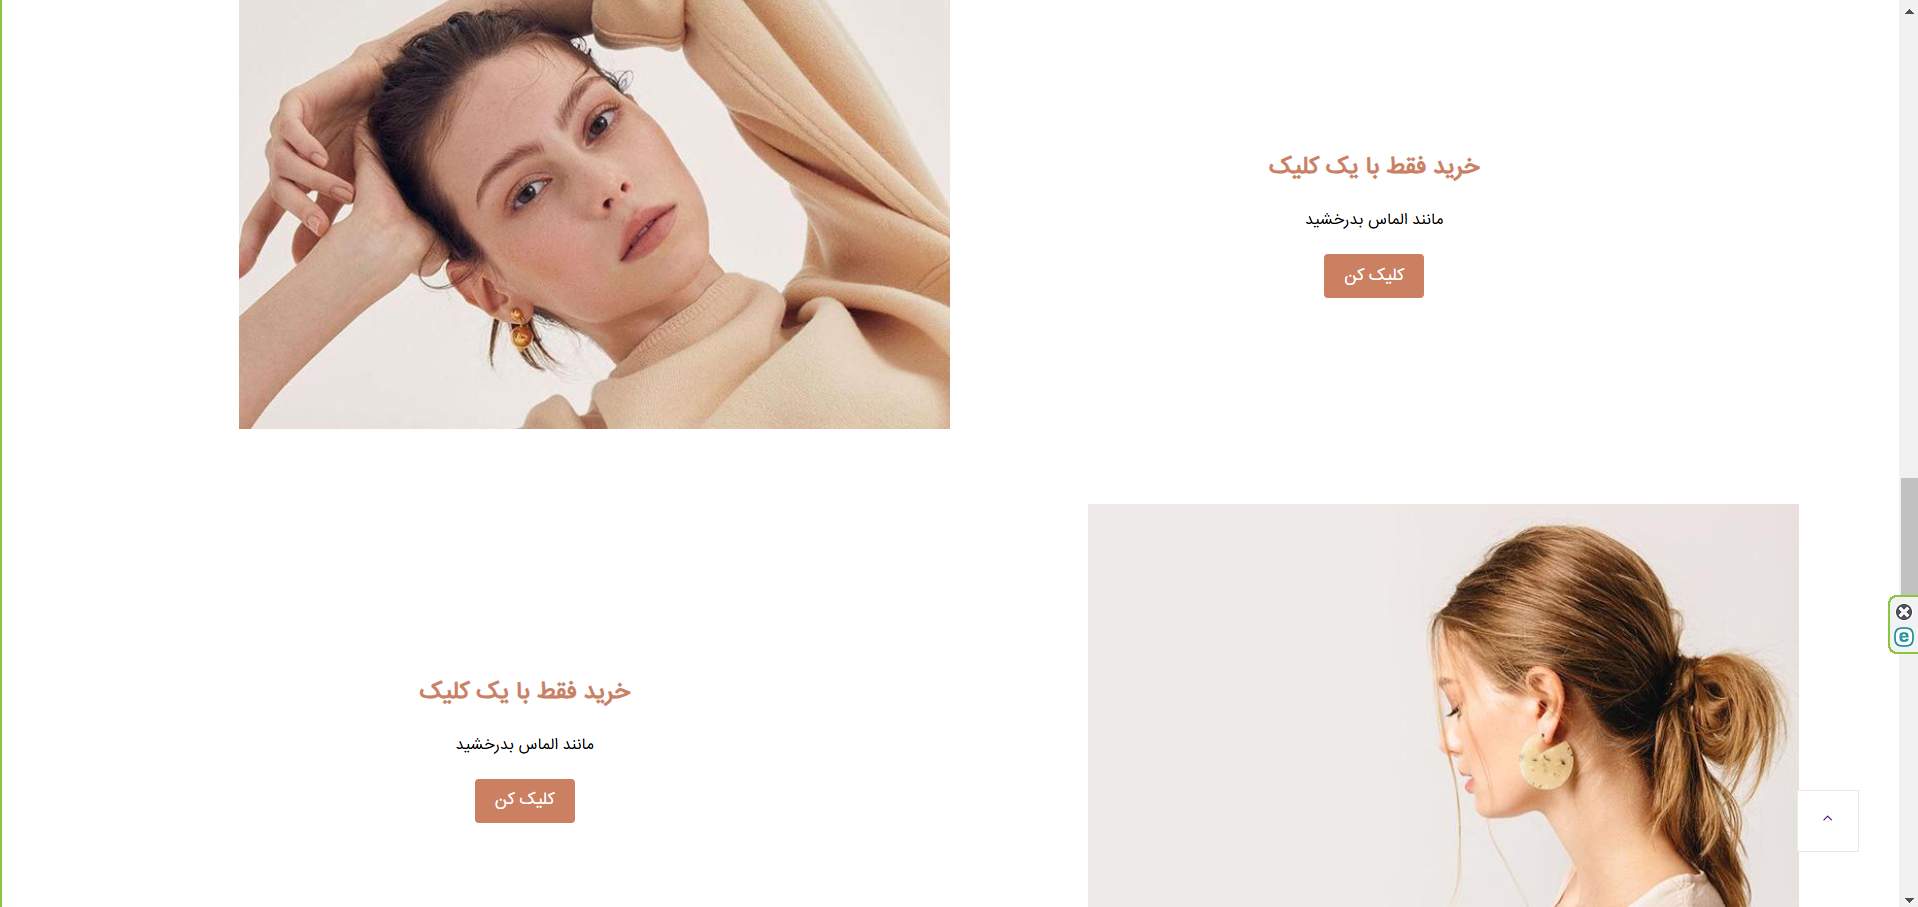 خرید فقط با یک کلیک
مانند الماس بدرخشید
کلیک کن
خرید فقط با یک کلیک
مانند الماس بدرخشید
کلیک کن
e